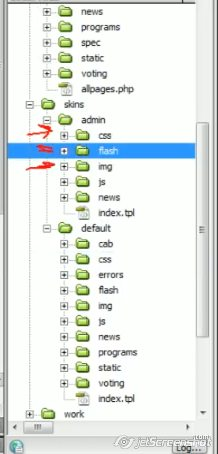 news
programs
spec
static
voting
allpages.php
skins
admin
css
flash
img
js
news
index.tpl
default
cab
css
errors
flash
img
js
news
programs
static
voting
index.tpl
work
Log...
jetScreenshot
.com